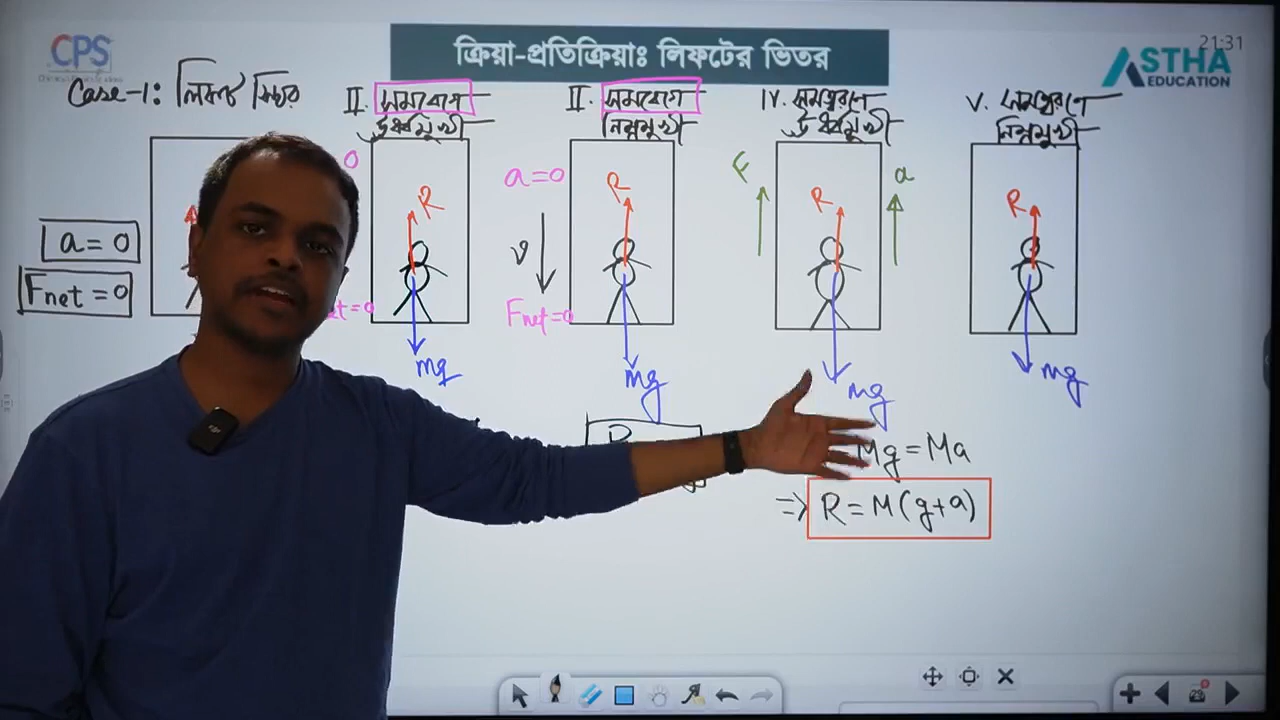 CPS
ক্রিয়া-প্রতিক্রিয়াঃ লিফটের ভিতর
21:31
ASTHA
EDUCATION
Case-1: লিফট স্থির
II. সমবেগে
ঊর্ধ্বমুখী
II. সমবেগে
নিম্নমুখী
IV. সমত্বরণে
ঊর্ধ্বমুখী
V. সমত্বরণে
নিম্নমুখী
a = 0
Fnet = 0
0
R
mg
a=0
v
Fnet=0
R
mg
F
R
a
mg
R
mg
R
Mg = Ma
⇒ R = M(g+a)